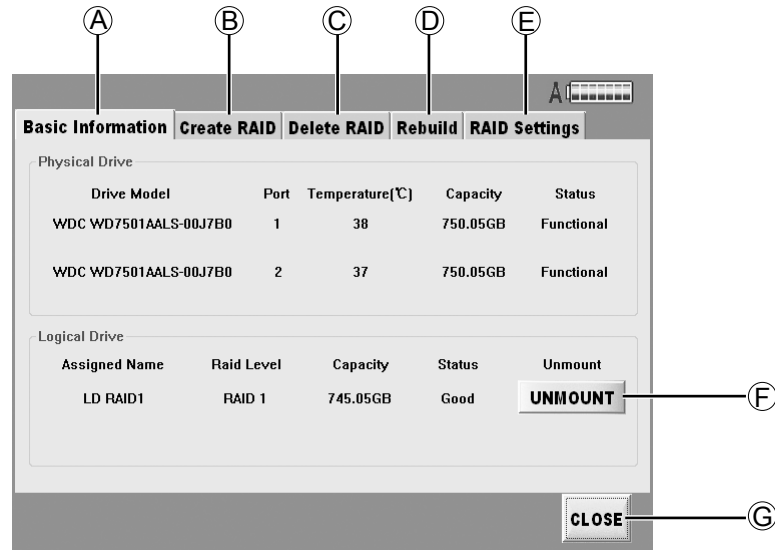 A B C D E
A
Basic Information Create RAID Delete RAID Rebuild RAID Settings
Physical Drive
Drive Model Port Temperature(℃) Capacity Status
WDC WD7501AALS-00J7B0 1 38 750.05GB Functional
WDC WD7501AALS-00J7B0 2 37 750.05GB Functional
Logical Drive
Assigned Name Raid Level Capacity Status Unmount
LD RAID1 RAID 1 745.05GB Good UNMOUNT F
CLOSE G